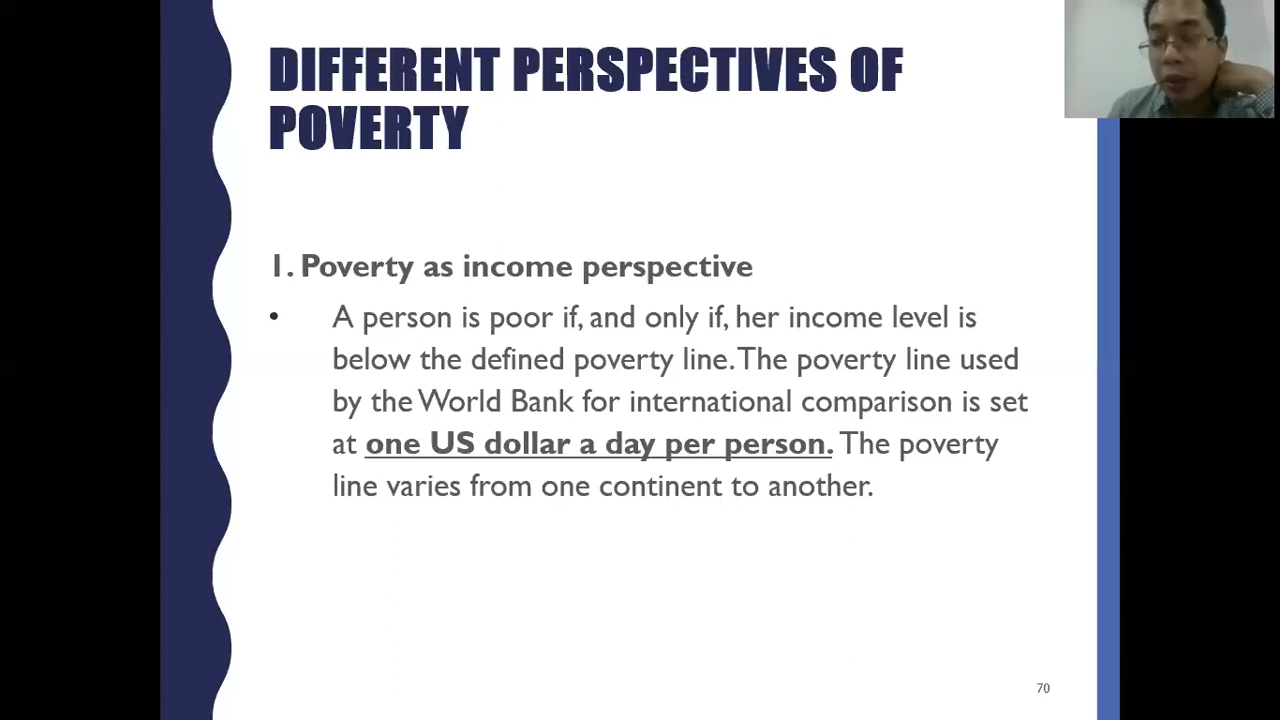 DIFFERENT PERSPECTIVES OF
POVERTY
1. Poverty as income perspective
• A person is poor if, and only if, her income level is
below the defined poverty line. The poverty line used
by the World Bank for international comparison is set
at one US dollar a day per person. The poverty
line varies from one continent to another.
70